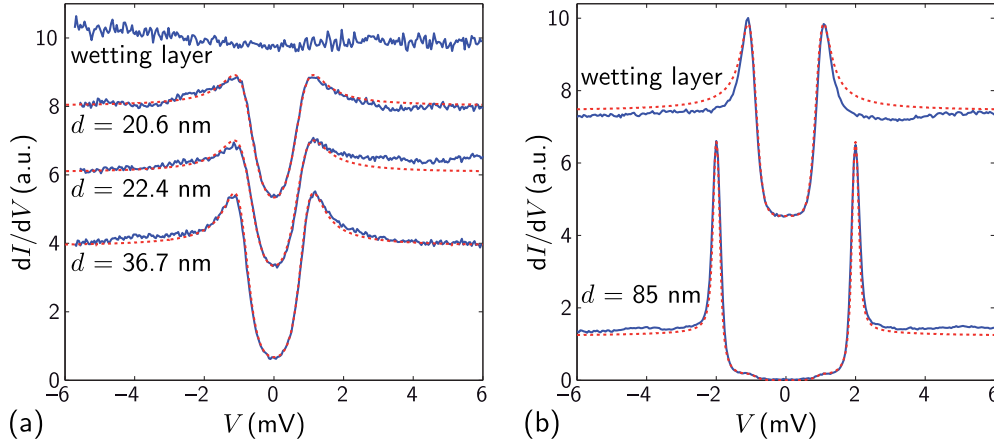 10
8
6
4
2
0
−6
−4
−2
0
2
4
6
wetting layer
d = 20.6 nm
d = 22.4 nm
d = 36.7 nm
dI/dV (a.u.)
V (mV)
(a)
10
8
6
4
2
0
−6
−4
−2
0
2
4
6
wetting layer
d = 85 nm
dI/dV (a.u.)
V (mV)
(b)